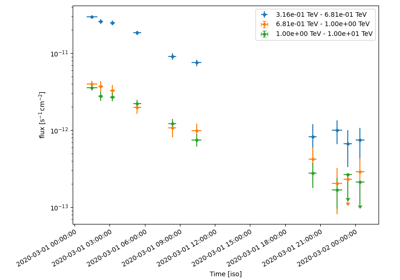 3.16e-01 TeV - 6.81e-01 TeV
6.81e-01 TeV - 1.00e+00 TeV
1.00e+00 TeV - 1.00e+01 TeV
10⁻¹¹
10⁻¹²
10⁻¹³
flux [s⁻¹ cm⁻²]
2020-03-01 00:00:00
2020-03-01 03:00:00
2020-03-01 06:00:00
2020-03-01 09:00:00
2020-03-01 12:00:00
2020-03-01 15:00:00
2020-03-01 18:00:00
2020-03-01 21:00:00
2020-03-02 00:00:00
Time [iso]